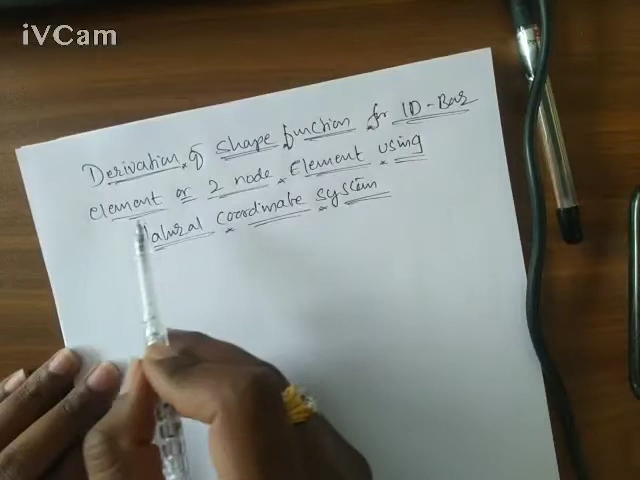 iVCam
Derivation of shape function for 1D-Bar
element or 2 node Element using
Natural coordinate system